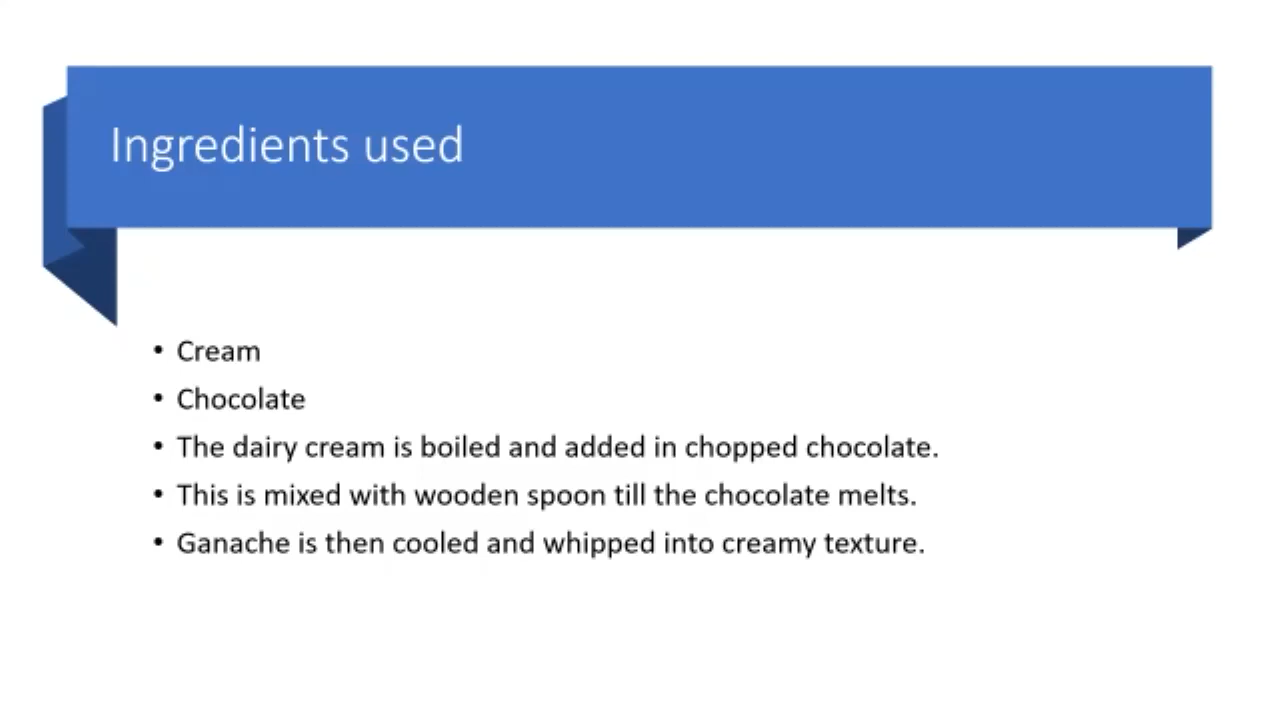 Ingredients used
• Cream
• Chocolate
• The dairy cream is boiled and added in chopped chocolate.
• This is mixed with wooden spoon till the chocolate melts.
• Ganache is then cooled and whipped into creamy texture.